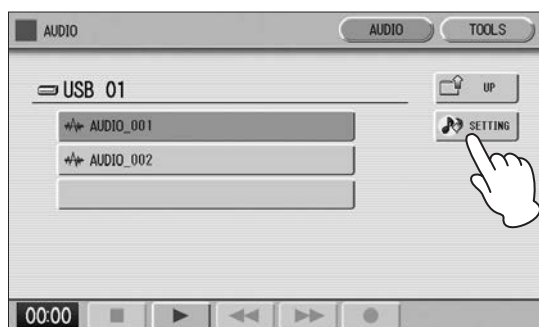 AUDIO AUDIO TOOLS
USB 01 UP
AUDIO_001 SETTING
AUDIO_002
00:00